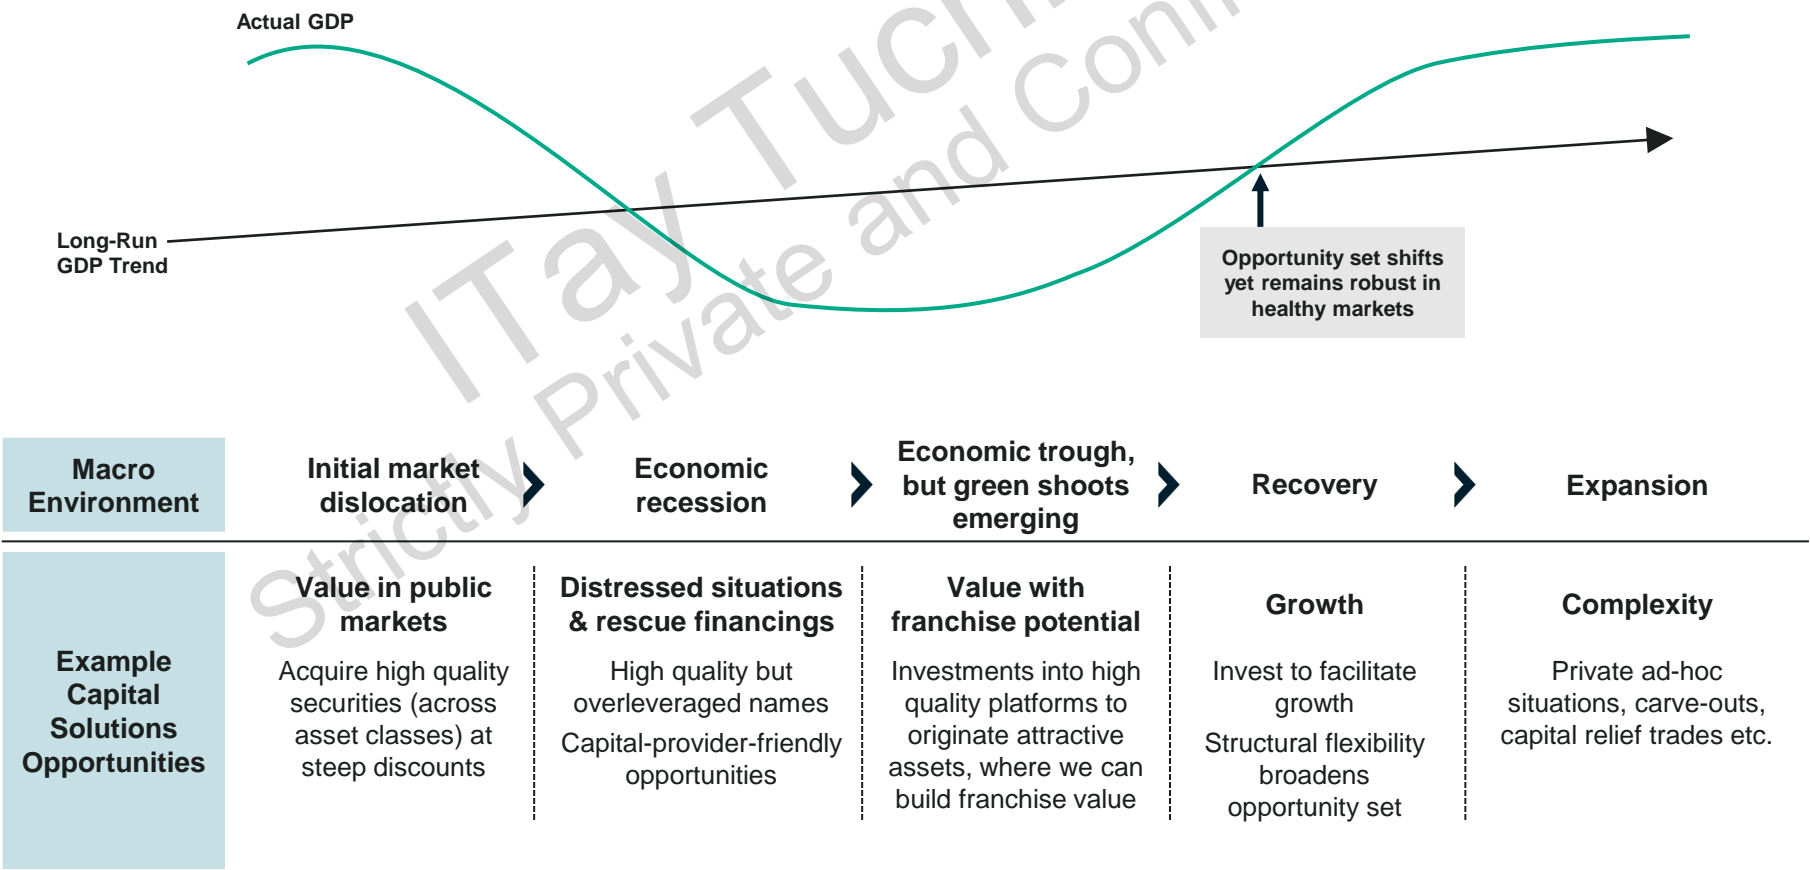 Actual GDP
Long-Run
GDP Trend
Opportunity set shifts
yet remains robust in
healthy markets
Macro
Environment
Initial market
dislocation
Economic
recession
Economic trough,
but green shoots
emerging
Recovery
Expansion
Example
Capital
Solutions
Opportunities
Value in public
markets
Acquire high quality
securities (across
asset classes) at
steep discounts
Distressed situations
& rescue financings
High quality but
overleveraged names
Capital-provider-friendly
opportunities
Value with
franchise potential
Investments into high
quality platforms to
originate attractive
assets, where we can
build franchise value
Growth
Invest to facilitate
growth
Structural flexibility
broadens
opportunity set
Complexity
Private ad-hoc
situations, carve-outs,
capital relief trades etc.
ITay
Strictly Private and